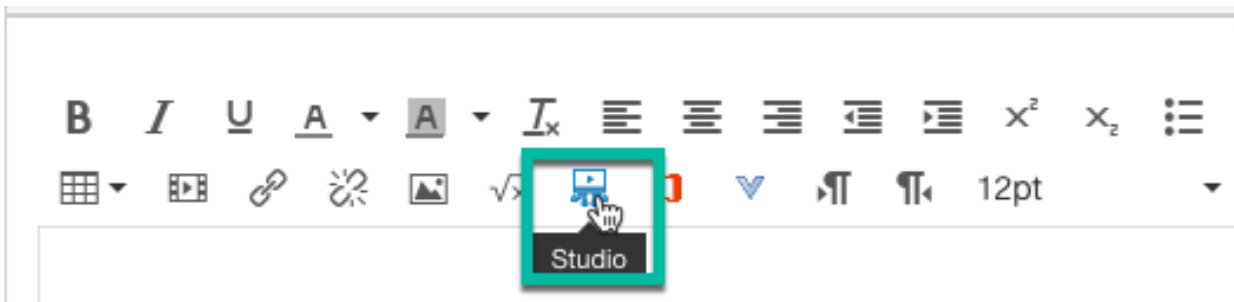 B I U A A Tx x² x₂
√x 12pt
Studio